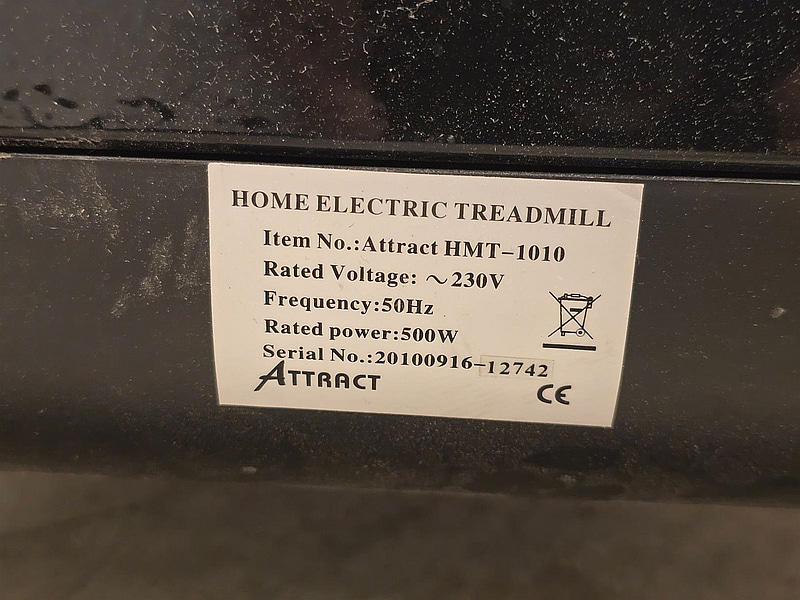 HOME ELECTRIC TREADMILL
Item No.:Attract HMT-1010
Rated Voltage: ~230V
Frequency:50Hz
Rated power:500W
Serial No.:20100916-12742
ATTRACT
CE